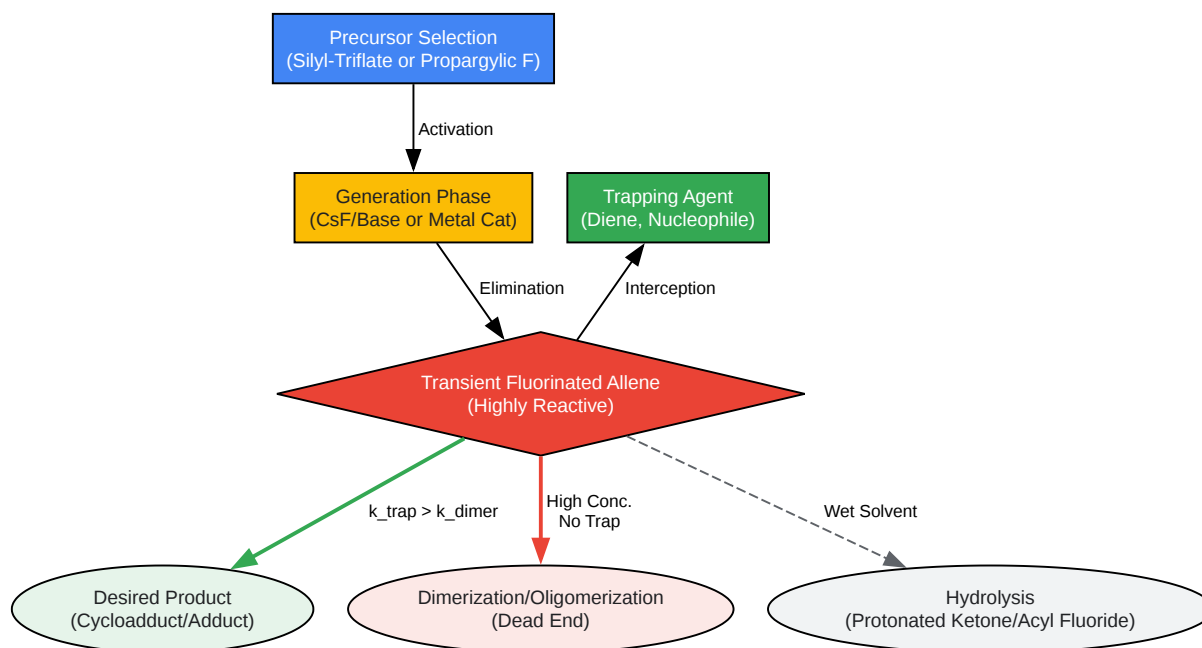 Precursor Selection
(Silyl-Triflate or Propargylic F)
Activation
Generation Phase
(CsF/Base or Metal Cat)
Trapping Agent
(Diene, Nucleophile)
Elimination
Interception
Transient Fluorinated Allene
(Highly Reactive)
k_trap > k_dimer
High Conc.
No Trap
Wet Solvent
Desired Product
(Cycloadduct/Adduct)
Dimerization/Oligomerization
(Dead End)
Hydrolysis
(Protonated Ketone/Acyl Fluoride)